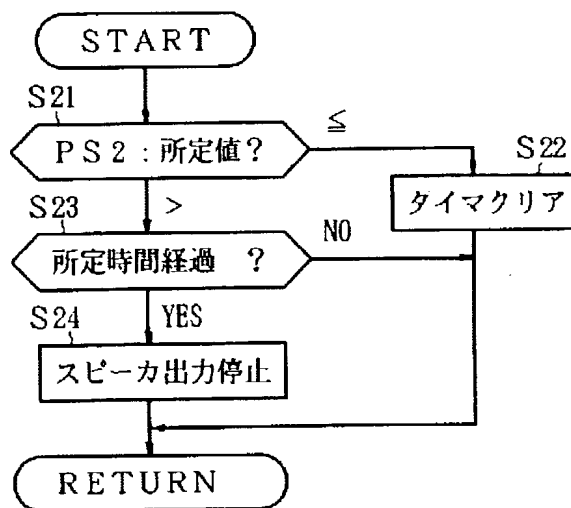 START
S21
PS2:所定値?
≦
S22
タイマクリア
S23
>
所定時間経過 ?
NO
S24
YES
スピーカ出力停止
RETURN